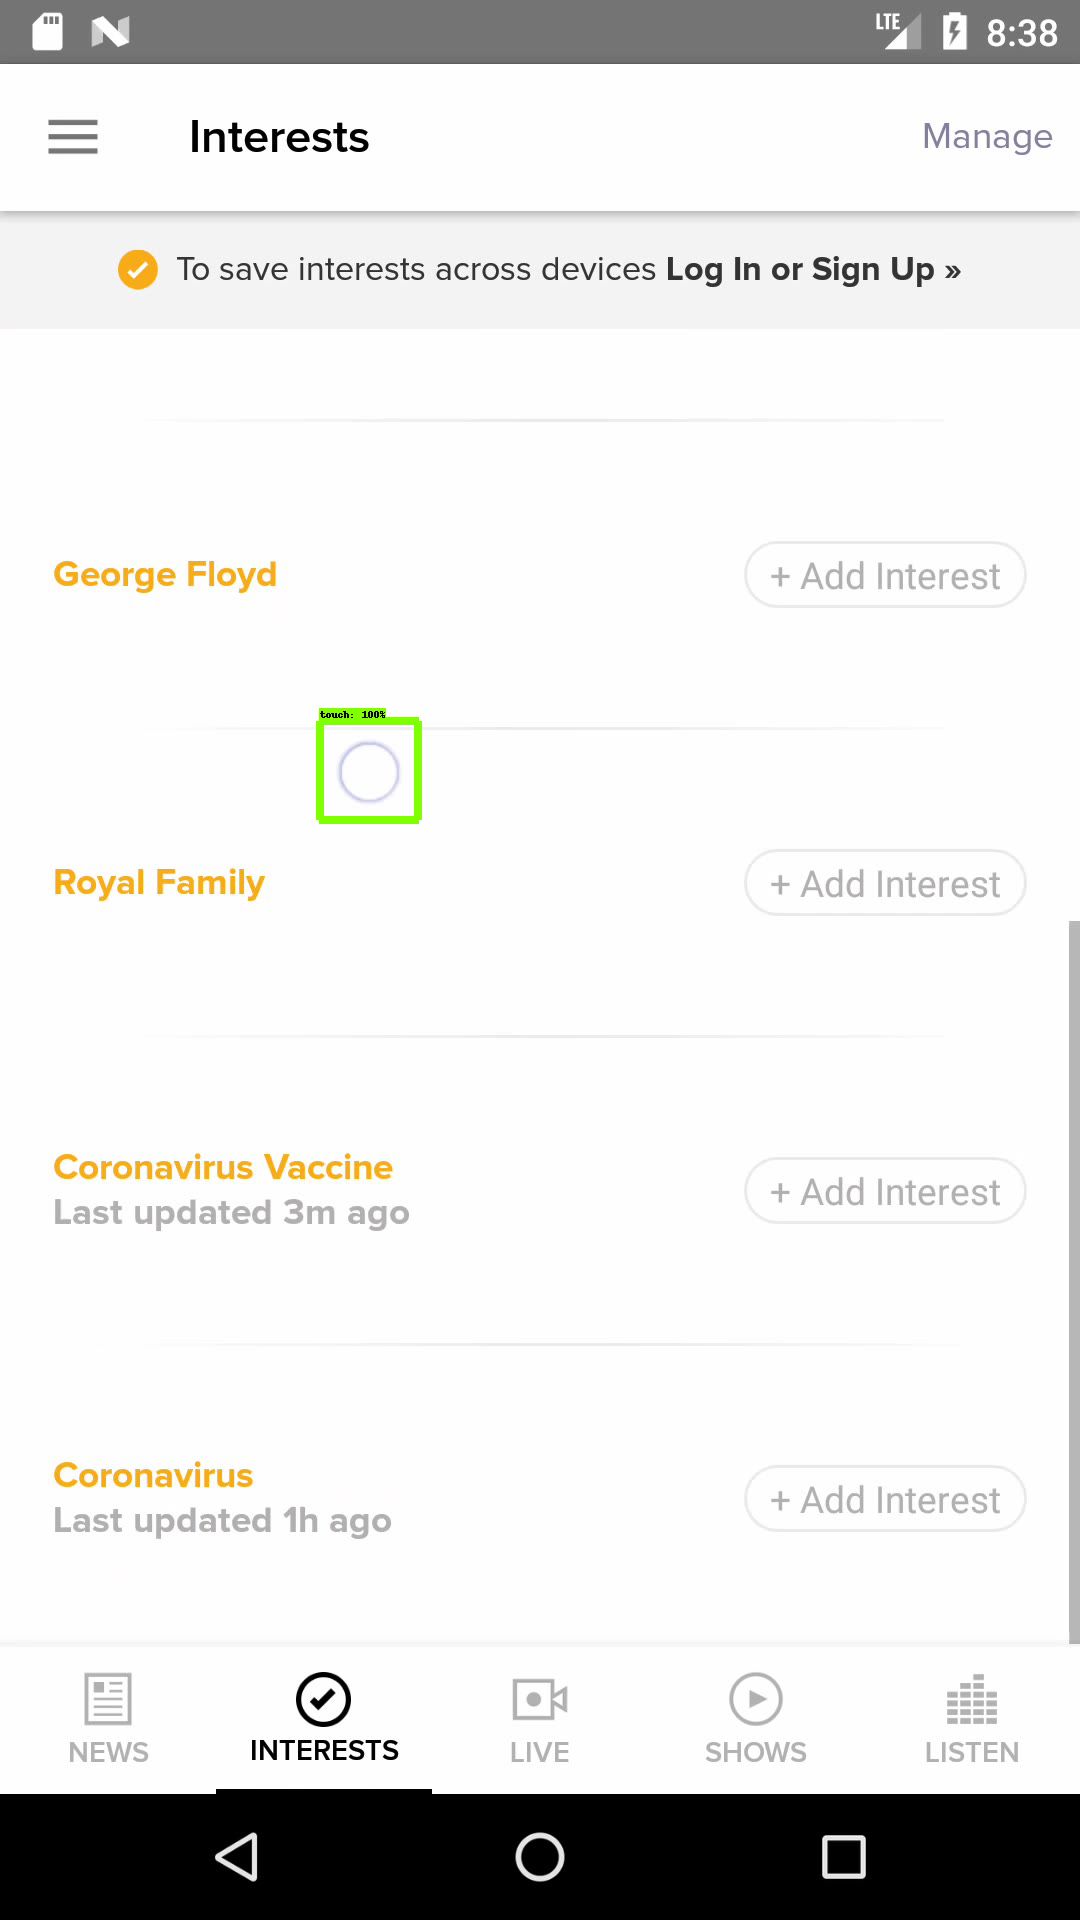 LTE 8:38
Interests Manage
To save interests across devices Log In or Sign Up »
George Floyd + Add Interest
touch: 100%
Royal Family + Add Interest
Coronavirus Vaccine
Last updated 3m ago
+ Add Interest
Coronavirus
Last updated 1h ago
+ Add Interest
NEWS INTERESTS LIVE SHOWS LISTEN